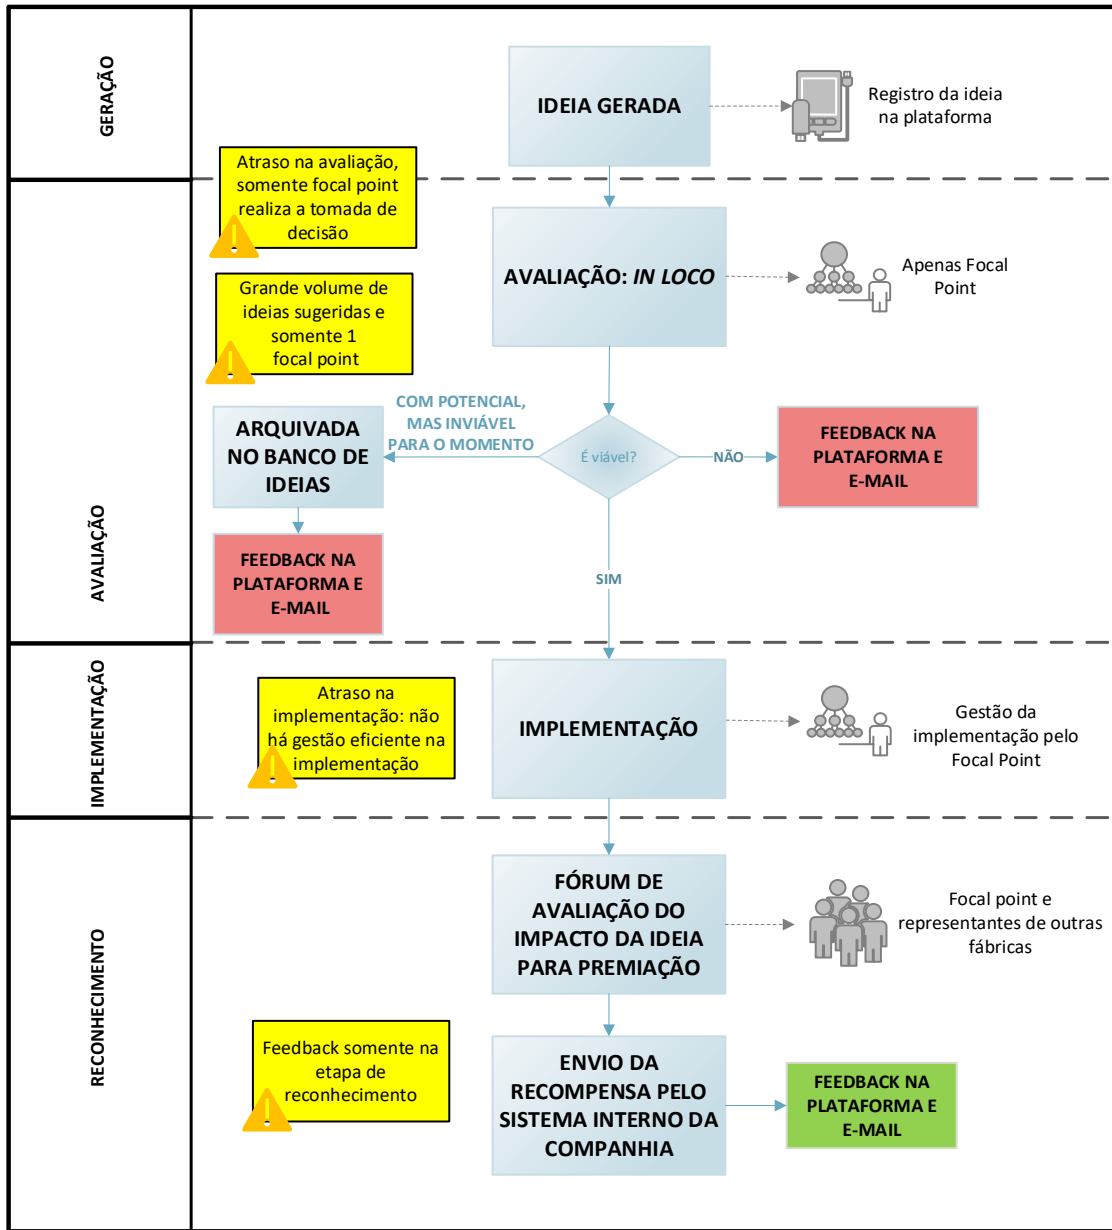 GERAÇÃO
IDEIA GERADA
Registro da ideia
na plataforma
AVALIAÇÃO
Atraso na avaliação,
somente focal point
realiza a tomada de
decisão
AVALIAÇÃO: IN LOCO
Apenas Focal
Point
Grande volume de
ideias sugeridas e
somente 1
focal point
COM POTENCIAL,
MAS INVIÁVEL
PARA O MOMENTO
ARQUIVADA
NO BANCO DE
IDEIAS
É viável?
NÃO
FEEDBACK NA
PLATAFORMA E
E-MAIL
FEEDBACK NA
PLATAFORMA E
E-MAIL
SIM
IMPLEMENTAÇÃO
Atraso na
implementação: não
há gestão eficiente na
implementação
IMPLEMENTAÇÃO
Gestão da
implementação pelo
Focal Point
RECONHECIMENTO
FÓRUM DE
AVALIAÇÃO DO
IMPACTO DA IDEIA
PARA PREMIAÇÃO
Focal point e
representantes de outras
fábricas
Feedback somente na
etapa de
reconhecimento
ENVIO DA
RECOMPENSA PELO
SISTEMA INTERNO DA
COMPANHIA
FEEDBACK NA
PLATAFORMA E
E-MAIL